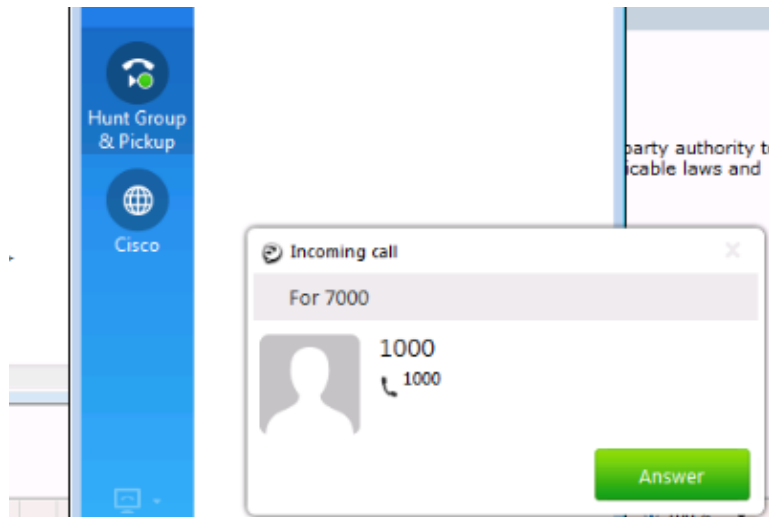 Hunt Group
& Pickup
Cisco
party authority t
icable laws and
Incoming call
For 7000
1000
1000
Answer